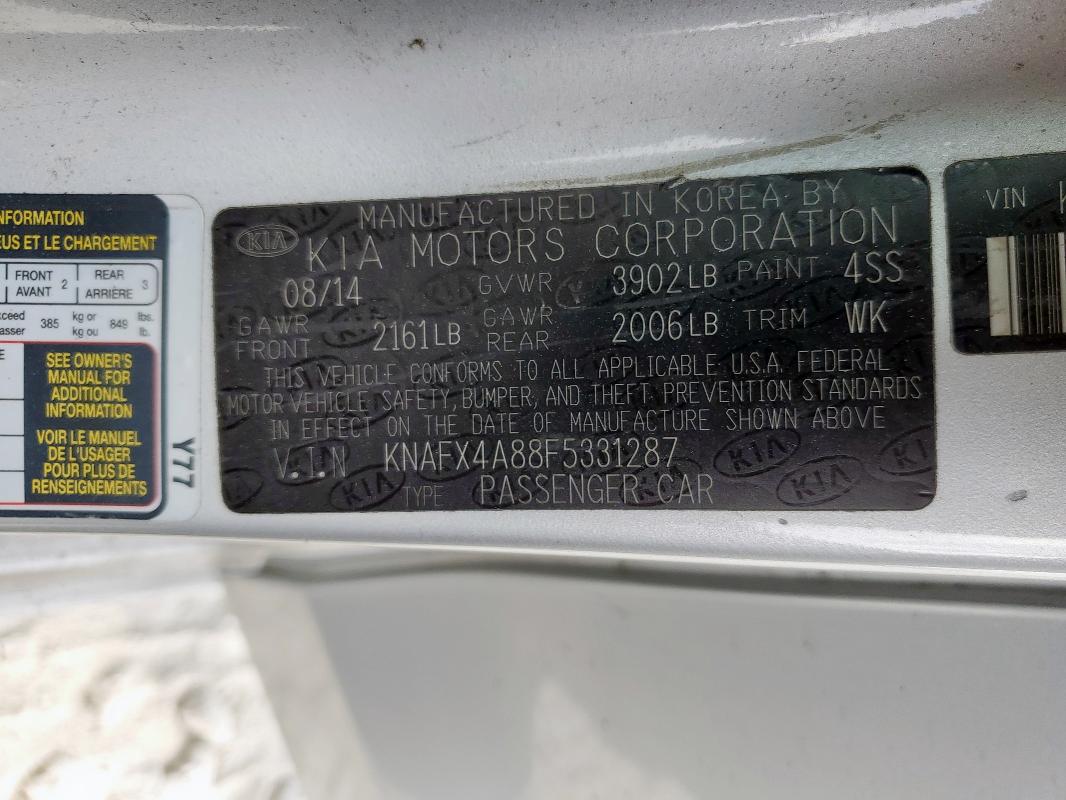 NFORMATION
EUS ET LE CHARGEMENT
FRONT 2 REAR 3
AVANT ARRIÈRE
385 kg or 849 lbs.
kg ou lb.
SEE OWNER'S
MANUAL FOR
ADDITIONAL
INFORMATION
VOIR LE MANUEL
DE L'USAGER
POUR PLUS DE
RENSEIGNEMENTS
Y77
MANUFACTURED IN KOREA BY
KIA KIA MOTORS CORPORATION
08/14 GVWR 3902LB PAINT 4SS
GAWR FRONT 2161LB GAWR REAR 2006LB TRIM WK
THIS VEHICLE CONFORMS TO ALL APPLICABLE U.S.A. FEDERAL
MOTOR VEHICLE SAFETY, BUMPER, AND THEFT PREVENTION STANDARDS
IN EFFECT ON THE DATE OF MANUFACTURE SHOWN ABOVE
V.I.N KNAFX4A88F5331287
TYPE PASSENGER CAR
VIN K